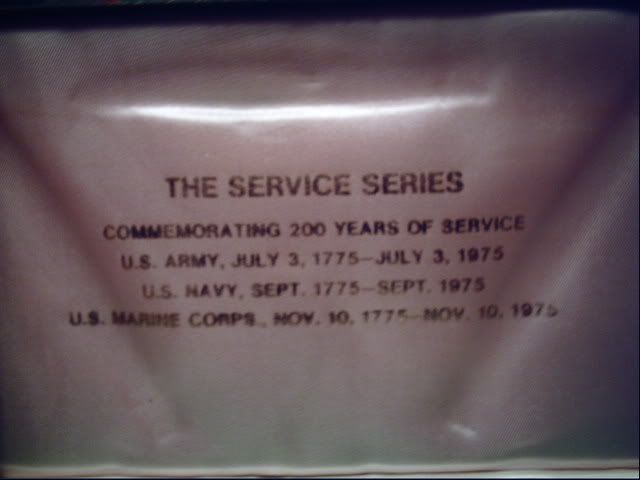 THE SERVICE SERIES
COMMEMORATING 200 YEARS OF SERVICE
U.S. ARMY, JULY 3, 1775–JULY 3, 1975
U.S. NAVY, SEPT. 1775–SEPT. 1975
U.S. MARINE CORPS., NOV. 10, 1775–NOV. 10, 1975